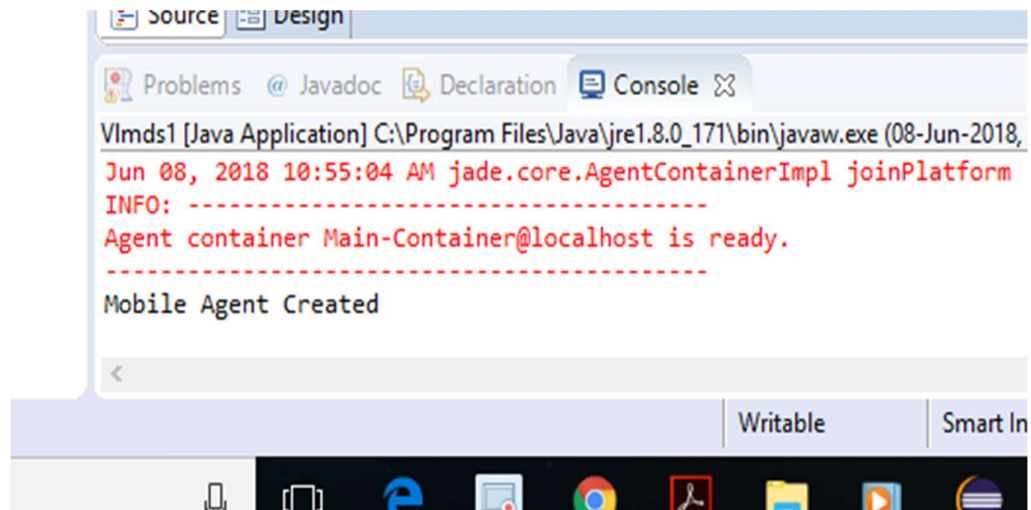 Source Design
Problems @ Javadoc Declaration Console
Vlmds1 [Java Application] C:\Program Files\Java\jre1.8.0_171\bin\javaw.exe (08-Jun-2018,
Jun 08, 2018 10:55:04 AM jade.core.AgentContainerImpl joinPlatform
INFO: ---------------------------------------
Agent container Main-Container@localhost is ready.
---------------------------------------------
Mobile Agent Created
Writable Smart In